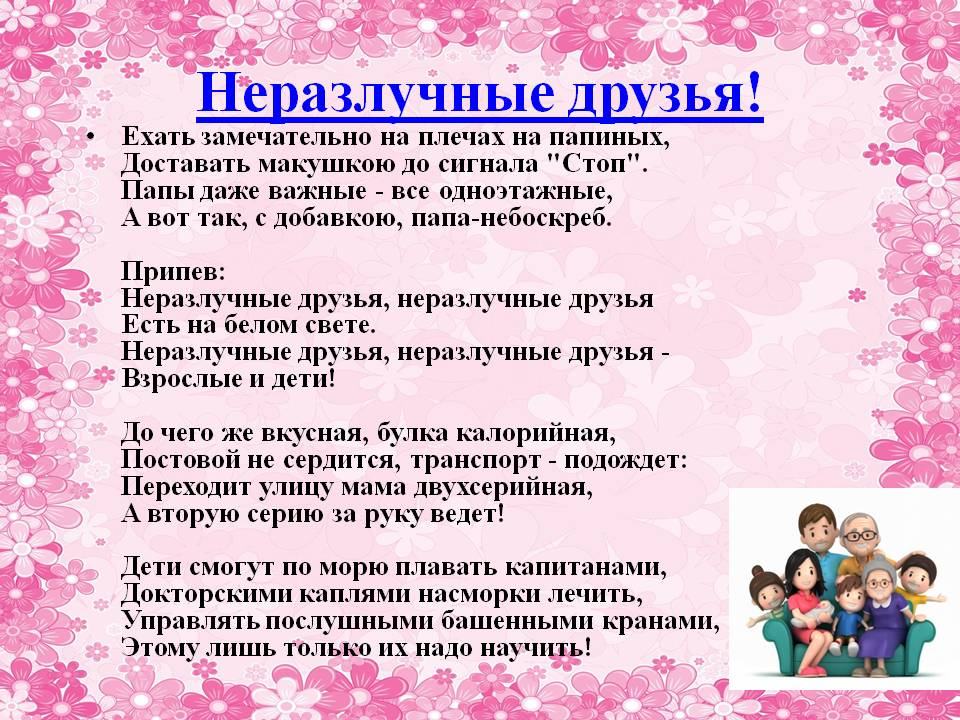 Неразлучные друзья!
• Ехать замечательно на плечах на папиных,
Доставать макушкою до сигнала "Стоп".
Папы даже важные - все одноэтажные,
А вот так, с добавкою, папа-небоскреб.
Припев:
Неразлучные друзья, неразлучные друзья
Есть на белом свете.
Неразлучные друзья, неразлучные друзья -
Взрослые и дети!
До чего же вкусная, булка калорийная,
Постовой не сердится, транспорт - подождет:
Переходит улицу мама двухсерийная,
А вторую серию за руку ведет!
Дети смогут по морю плавать капитанами,
Докторскими каплями насморки лечить,
Управлять послушными башенными кранами,
Этому лишь только их надо научить!